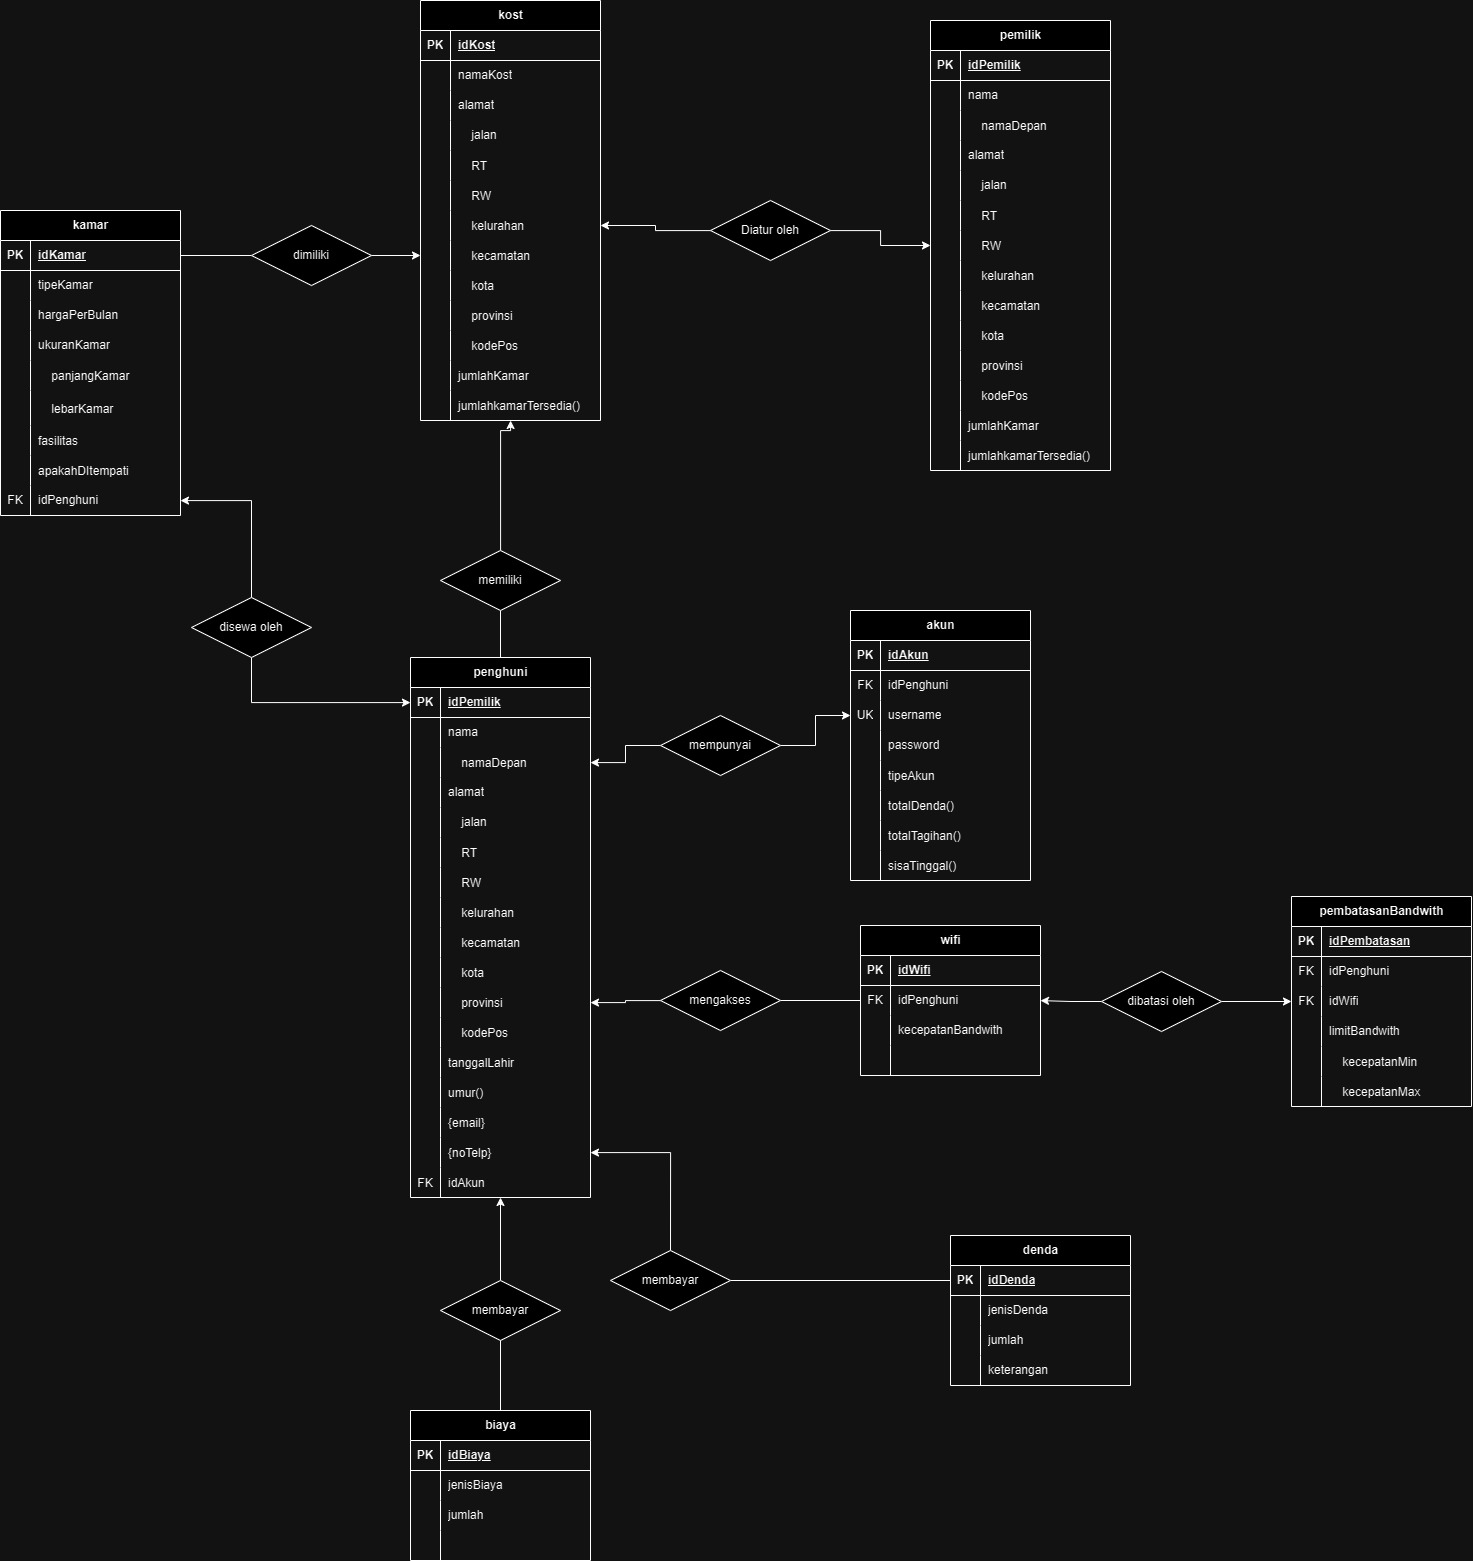 kost
PK idKost
namaKost
alamat
jalan
RT
RW
kelurahan
kecamatan
kota
provinsi
kodePos
jumlahKamar
jumlahkamarTersedia()
pemilik
PK idPemilik
nama
namaDepan
alamat
jalan
RT
RW
kelurahan
kecamatan
kota
provinsi
kodePos
jumlahKamar
jumlahkamarTersedia()
Diatur oleh
kamar
PK idKamar
tipeKamar
hargaPerBulan
ukuranKamar
panjangKamar
lebarKamar
fasilitas
apakahDItempati
FK idPenghuni
dimiliki
memiliki
disewa oleh
penghuni
PK idPemilik
nama
namaDepan
alamat
jalan
RT
RW
kelurahan
kecamatan
kota
provinsi
kodePos
tanggalLahir
umur()
{email}
{noTelp}
FK idAkun
mempunyai
akun
PK idAkun
FK idPenghuni
UK username
password
tipeAkun
totalDenda()
totalTagihan()
sisaTinggal()
mengakses
wifi
PK idWifi
FK idPenghuni
kecepatanBandwith
dibatasi oleh
pembatasanBandwith
PK idPembatasan
FK idPenghuni
FK idWifi
limitBandwith
kecepatanMin
kecepatanMax
membayar
denda
PK idDenda
jenisDenda
jumlah
keterangan
membayar
biaya
PK idBiaya
jenisBiaya
jumlah